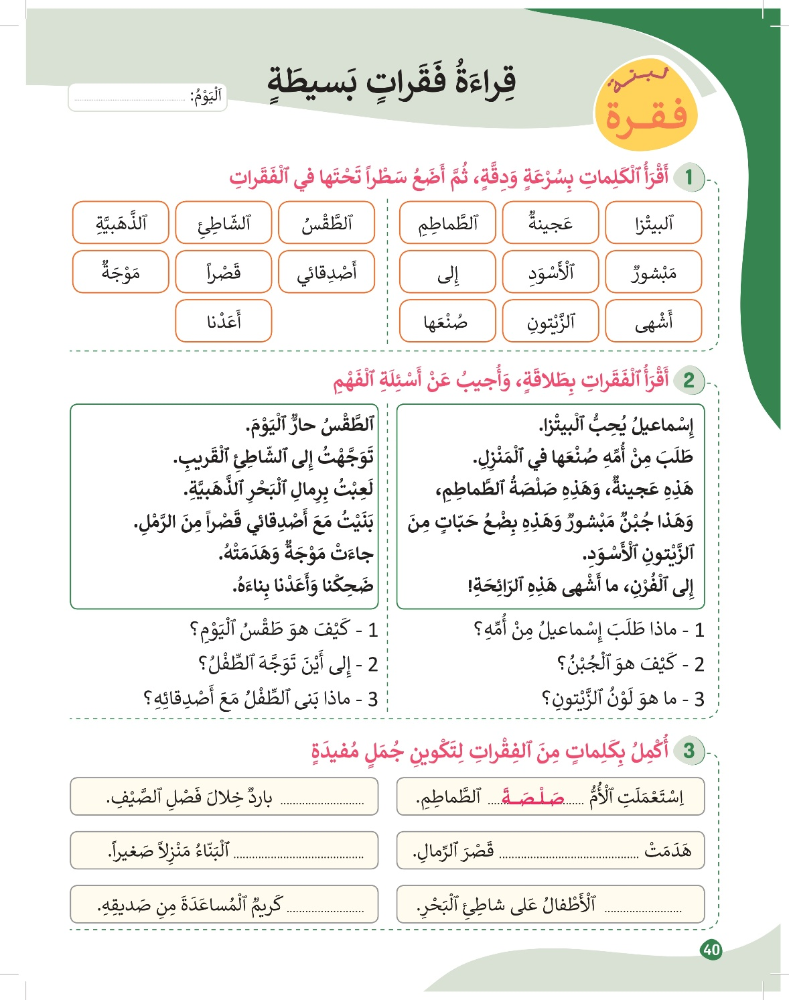 لبنة
فقرة
قِراءَةُ فَقَراتٍ بَسيطَةٍ
اَلْيَوْمُ: ........................
1 أَقْرَأُ ٱلْكَلِماتِ بِسُرْعَةٍ وَدِقَّةٍ، ثُمَّ أَضَعُ سَطْراً تَحْتَها في ٱلْفَقَراتِ
ٱلبيتْزا عَجينةٌ ٱلطَّماطِمِ
مَبْشورٌ ٱلْأَسْوَدِ إِلى
أَشْهى ٱلزَّيْتونِ صُنْعَها
ٱلطَّقْسُ ٱلشّاطِئِ ٱلذَّهَبيَّةِ
أَصْدِقائي قَصْراً مَوْجَةٌ
أَعَدْنا
2 أَقْرَأُ ٱلْفَقَراتِ بِطَلاقَةٍ، وَأُجيبُ عَنْ أَسْئِلَةِ ٱلْفَهْمِ
إِسْماعيلُ يُحِبُّ ٱلْبيتْزا.
طَلَبَ مِنْ أُمِّهِ صُنْعَها في ٱلْمَنْزِلِ.
هَذِهِ عَجينةٌ، وَهَذِهِ صَلْصَةُ ٱلطَّماطِمِ،
وَهَذا جُبْنٌ مَبْشورٌ وَهَذِهِ بِضْعُ حَبّاتٍ مِنَ
ٱلزَّيْتونِ ٱلْأَسْوَدِ.
إِلى ٱلْفُرْنِ، ما أَشْهى هَذِهِ ٱلرّائِحَةِ!
1 - ماذا طَلَبَ إِسْماعيلُ مِنْ أُمِّهِ؟
2 - كَيْفَ هوَ ٱلْجُبْنُ؟
3 - ما هوَ لَوْنُ ٱلزَّيْتونِ؟
ٱلطَّقْسُ حارٌّ ٱلْيَوْمَ.
تَوَجَّهْتُ إِلى ٱلشّاطِئِ ٱلْقَريبِ.
لَعِبْتُ بِرِمالِ ٱلْبَحْرِ ٱلذَّهَبيَّةِ.
بَنَيْتُ مَعَ أَصْدِقائي قَصْراً مِنَ الرَّمْلِ.
جاءَتْ مَوْجَةٌ وَهَدَمَتْهُ.
ضَحِكْنا وَأَعَدْنا بِناءَهُ.
1 - كَيْفَ هوَ طَقْسُ ٱلْيَوْمِ؟
2 - إِلى أَيْنَ تَوَجَّهَ ٱلطِّفْلُ؟
3 - ماذا بَنى ٱلطِّفْلُ مَعَ أَصْدِقائِهِ؟
3 أُكْمِلُ بِكَلِماتٍ مِنَ ٱلفِقْراتِ لِتَكْوينِ جُمَلٍ مُفيدَةٍ
اِسْتَعْمَلَتِ ٱلْأُمُّ ...صَلْصَةَ... ٱلطَّماطِمِ.
........................ بارِدٌ خِلالَ فَصْلِ ٱلصَّيْفِ.
هَدَمَتْ ........................ قَصْرَ ٱلرِّمالِ.
........................ ٱلْبَنّاءُ مَنْزِلاً صَغيراً.
........................ ٱلْأَطْفالُ عَلى شاطِئِ ٱلْبَحْرِ.
........................ كَريمٌ ٱلْمُساعَدَةَ مِنِ صَديقِهِ.
40